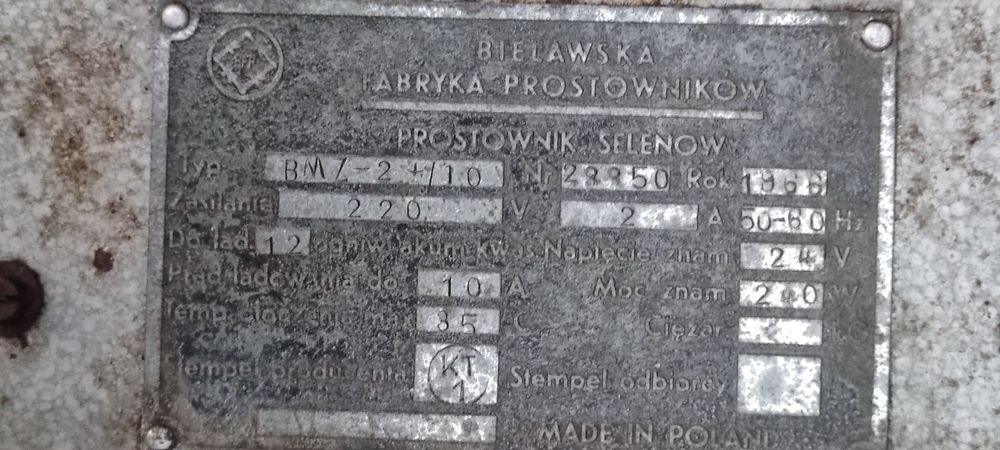 BIELAWSKA
FABRYKA PROSTOWNIKÓW
PROSTOWNIK SELENOWY
Typ BMZ-24/10 Nr 28850 Rok 1966
Zasilanie 220 V 2 A 50-60 Hz
Do ład. 12 ogniw akum. kwas. Napięcie znam 24 V
Prąd ładowania do 10 A Moc znam 240 W
Temp. otoczenia max 35 °C Ciężar kG
Stempel producenta KT 1 Stempel odbiorcy
MADE IN POLAND